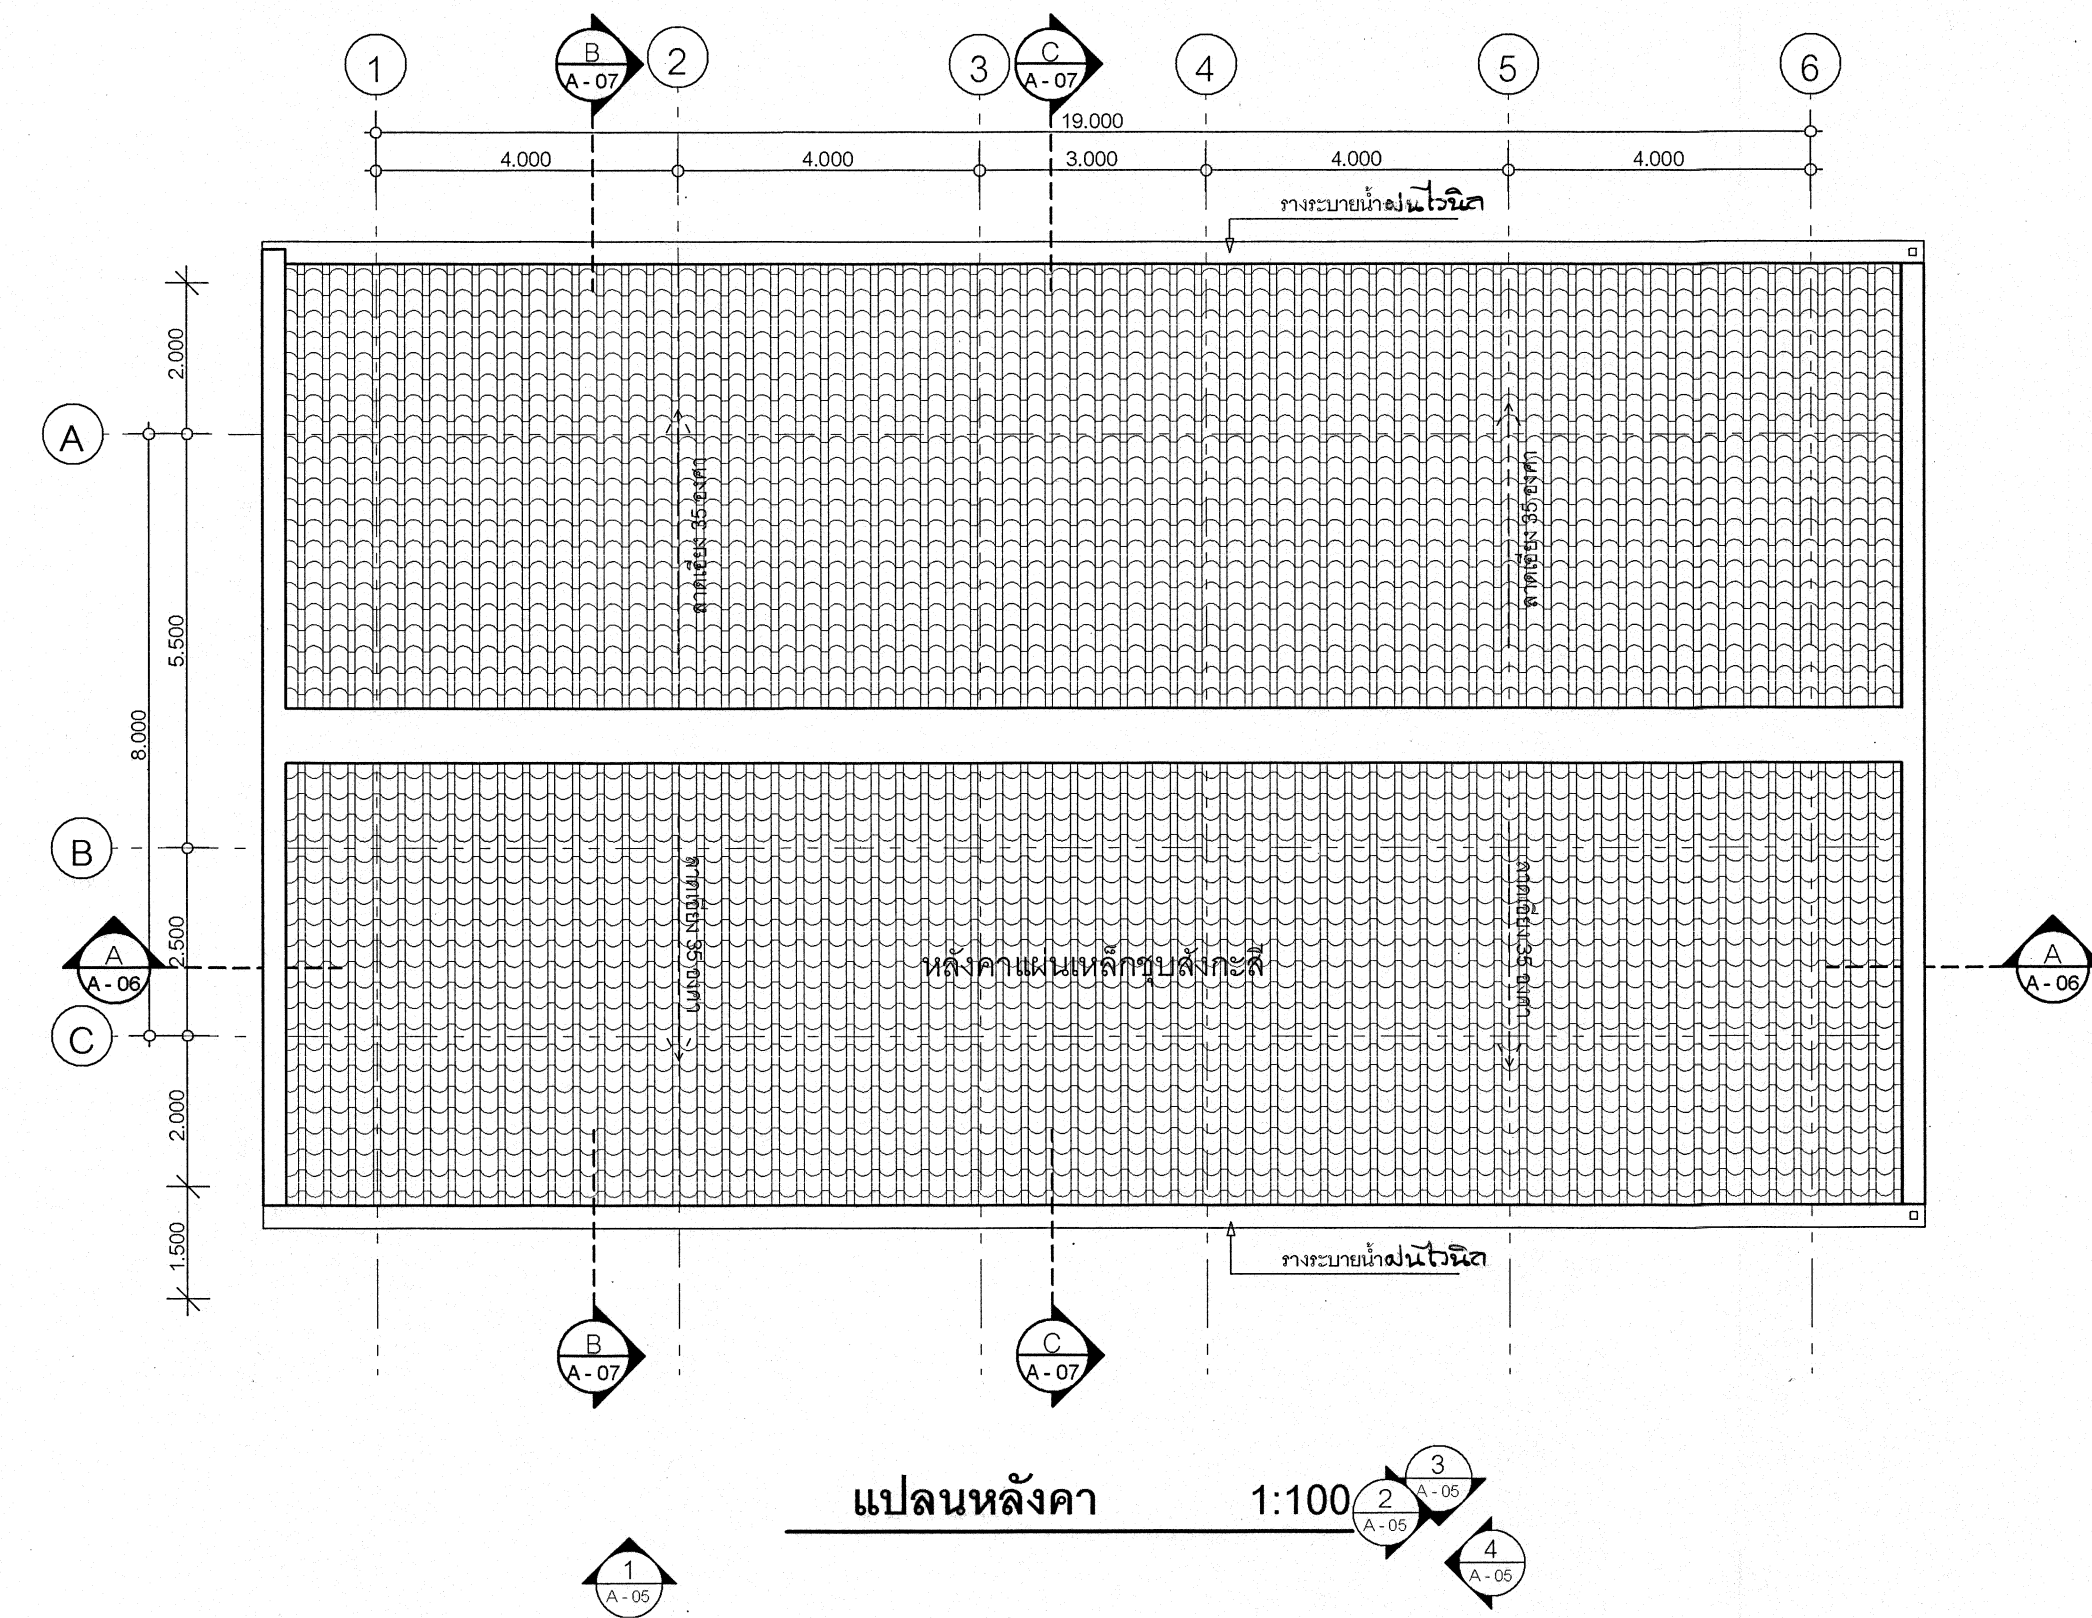 1
B
A - 07
2
3
C
A - 07
4
5
6
19.000
4.000
4.000
3.000
4.000
4.000
รางระบายน้ำฝนไวนิล
2.000
A
ลาดเอียง 35 องศา
ลาดเอียง 35 องศา
5.500
8.000
B
ลาดเอียง 35 องศา
ลาดเอียง 35 องศา
2.500
A
A - 06
หลังคาแผ่นเหล็กชุบสังกะสี
A
A - 06
C
2.000
1.500
รางระบายน้ำฝนไวนิล
B
A - 07
C
A - 07
แปลนหลังคา 1:100
3
A - 05
2
A - 05
1
A - 05
4
A - 05